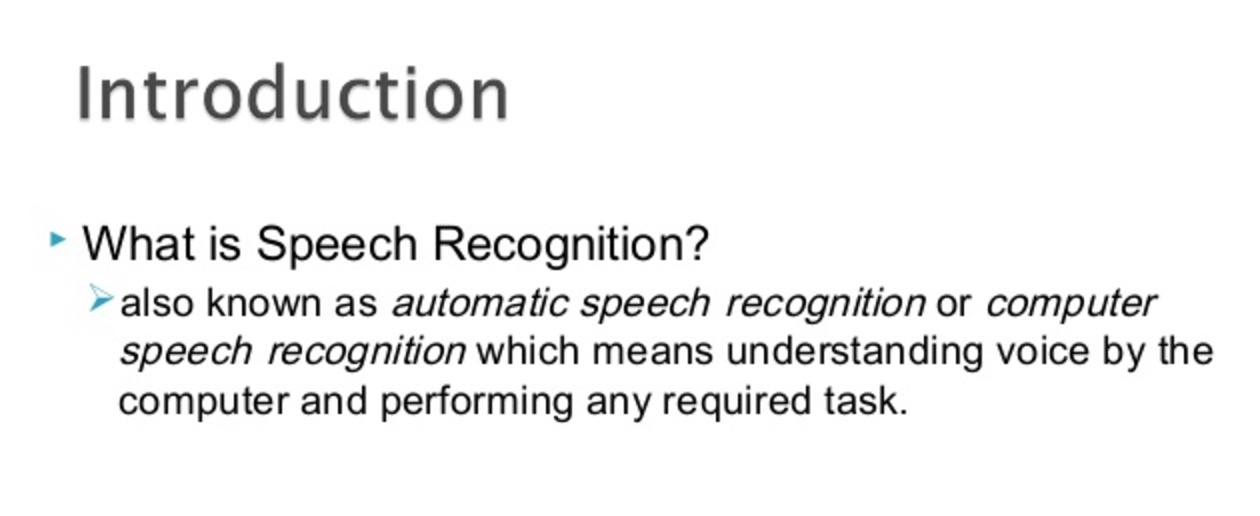 Introduction
What is Speech Recognition?
also known as automatic speech recognition or computer
speech recognition which means understanding voice by the
computer and performing any required task.